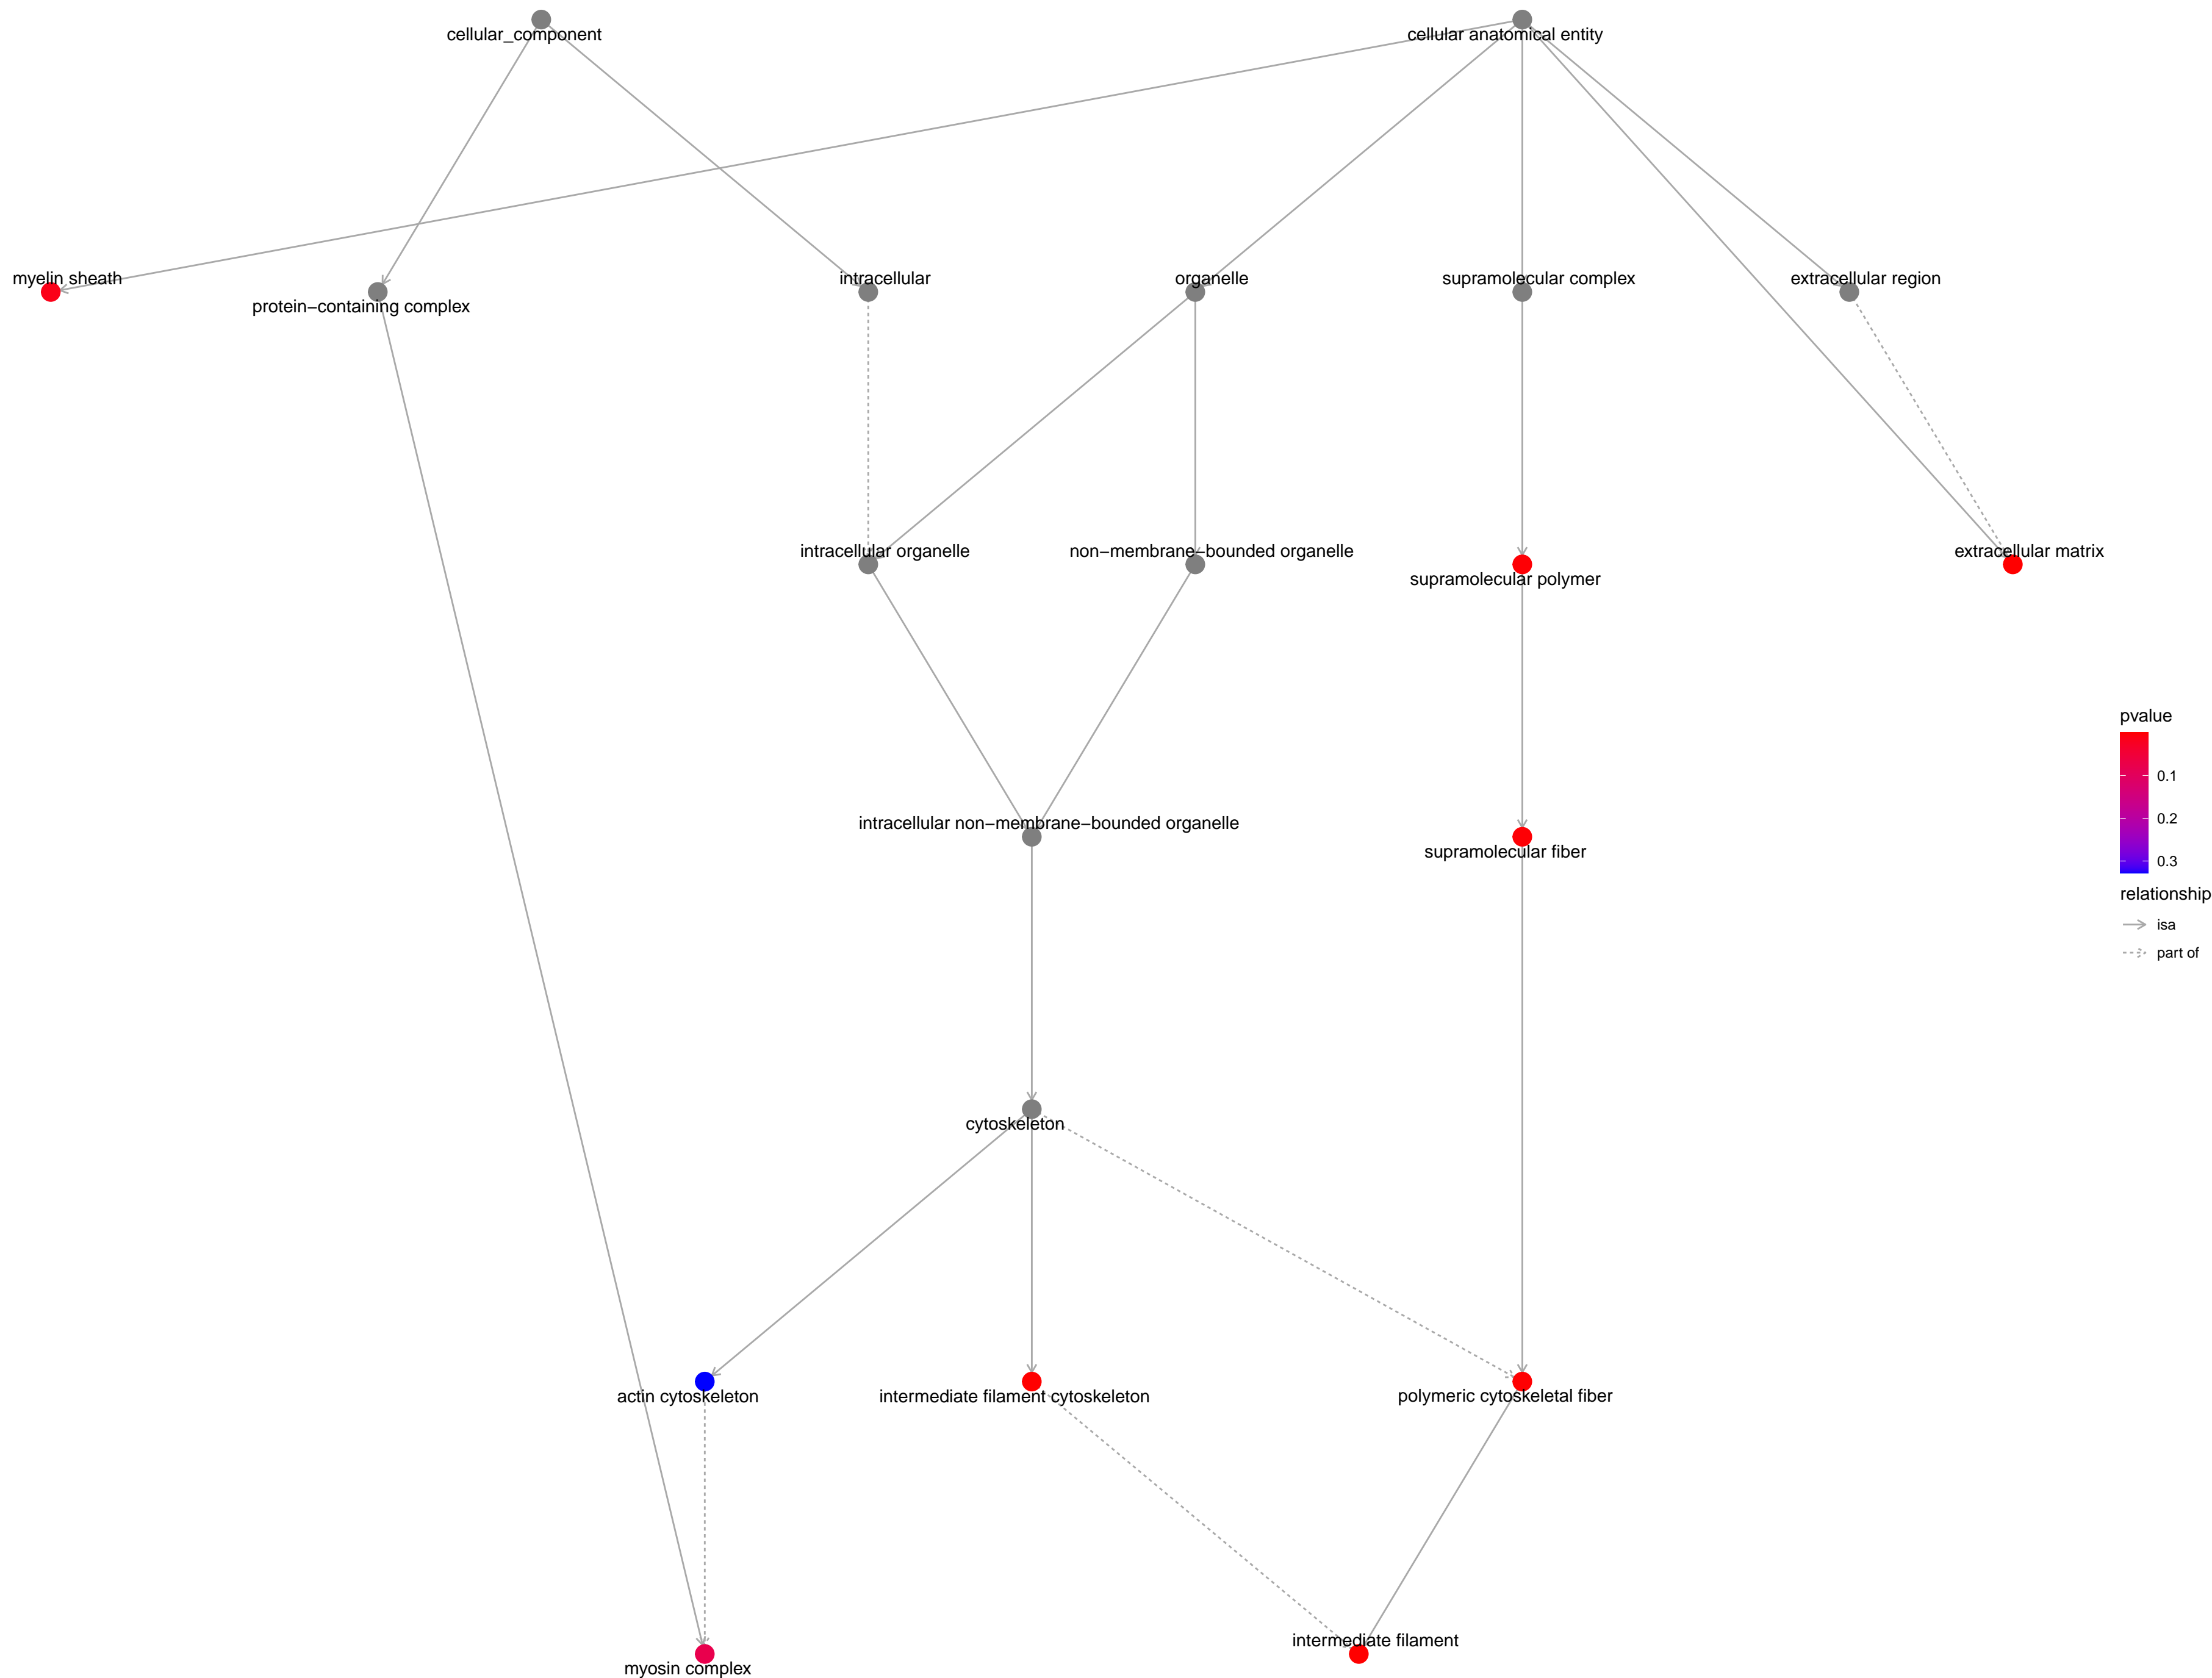 cellular_component
cellular anatomical entity
myelin sheath
protein−containing complex
intracellular
organelle
supramolecular complex
extracellular region
intracellular organelle
non−membrane−bounded organelle
supramolecular polymer
extracellular matrix
intracellular non−membrane−bounded organelle
supramolecular fiber
cytoskeleton
actin cytoskeleton
intermediate filament cytoskeleton
polymeric cytoskeletal fiber
myosin complex
intermediate filament
pvalue
0.1
0.2
0.3
relationship
isa
part of